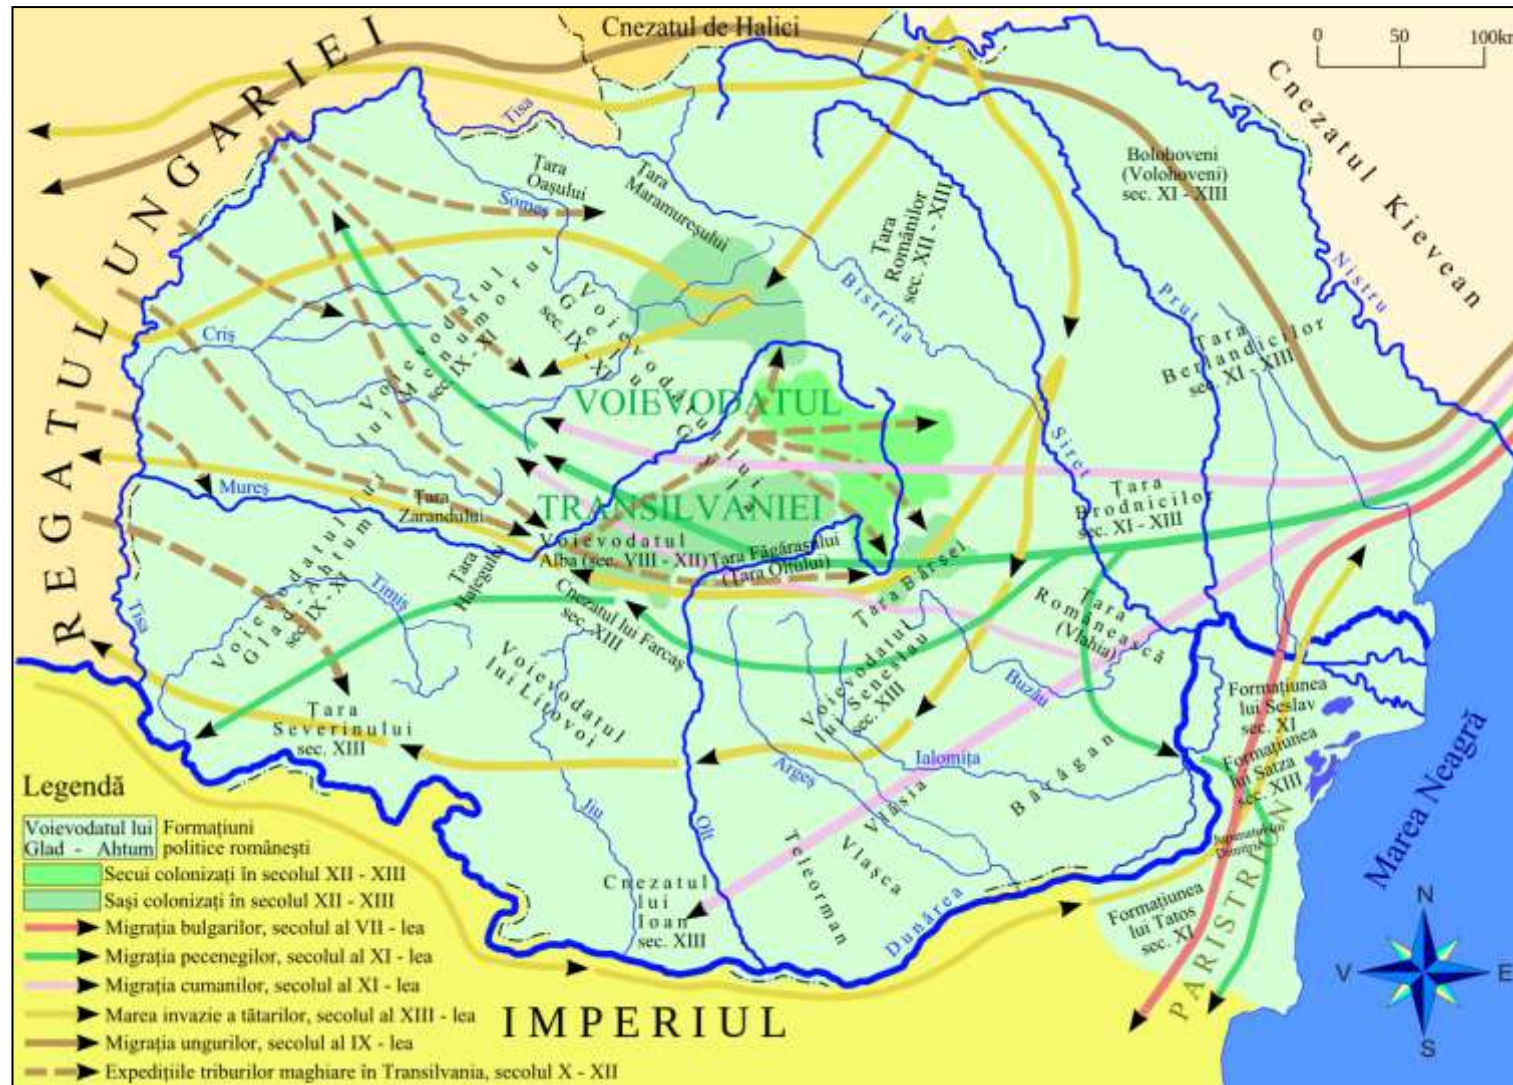 Cnezatul de Halici
0
50
100km
REGATUL UNGARIEI
Cnezatul Kievean
Tisa
Țara
Oașului
Someș
Țara
Maramureșului
Țara
Românilor
sec. XII - XIII
Bolohoveni
(Volohoveni)
sec. XI - XIII
Nistru
Prut
Bistrița
Siret
Țara
Berlandicilor
sec. XI - XIII
Criș
Voievodatul
lui Menumorut
sec. IX - XI
Voievodatul lui
Gelu
sec. IX - XI
Voievodatul lui
Gelu
VOIEVODATUL
TRANSILVANIEI
Mureș
Țara
Zarandului
Voievodatul
Alba (sec. VIII - XII)
Țara Făgărașului
(Țara Oltului)
Țara Bârsei
Țara
Brodnicilor
sec. XI - XIII
Voievodatul lui
Glad - Ahtum
sec. IX - XI
Tisa
Timiș
Țara
Hațegului
Cnezatul lui Farcaș
sec. XIII
Voievodatul
lui Litovoi
Voievodatul
lui Seneslau
sec. XIII
Țara
Românească
(Vlahia)
Buzău
Țara
Severinului
sec. XIII
Jiu
Olt
Argeș
Ialomița
Bărăgan
Vlăsia
Vlașca
Teleorman
Cnezatul
lui
Ioan
sec. XIII
Dunărea
Formațiunea
lui Seslav
sec. XI
Formațiunea
lui Satza
sec. XIII
Formațiunea
lui Tatos
sec. XI
PARISTRION
Marea Neagră
IMPERIUL
N
V
E
S
Legendă
Voievodatul lui
Glad - Ahtum
Formațiuni
politice românești
Secui colonizați în secolul XII - XIII
Sași colonizați în secolul XII - XIII
Migrația bulgarilor, secolul al VII - lea
Migrația pecenegilor, secolul al XI - lea
Migrația cumanilor, secolul al XI - lea
Marea invazie a tătarilor, secolul al XIII - lea
Migrația ungurilor, secolul al IX - lea
Expedițiile triburilor maghiare în Transilvania, secolul X - XII